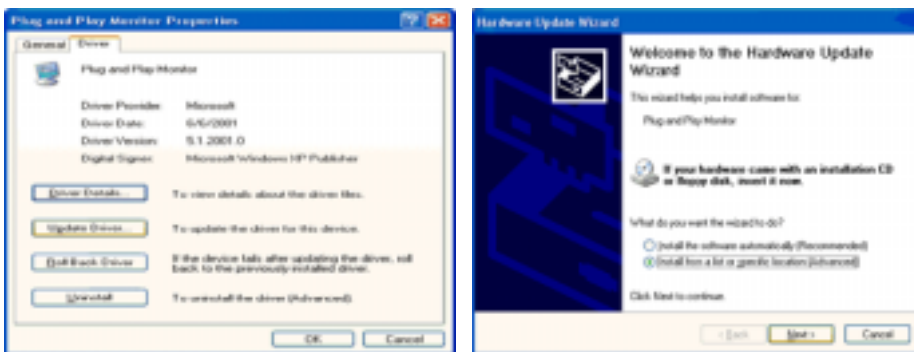 Plug and Play Monitor Properties
General Driver
Plug and Play Monitor
Driver Provider: Microsoft
Driver Date: 6/6/2001
Driver Version: 5.1.2001.0
Digital Signer: Microsoft Windows XP Publisher
Driver Details... To view details about the driver files.
Update Driver... To update the driver for this device.
Roll Back Driver If the device fails after updating the driver, roll
back to the previously installed driver.
Uninstall To uninstall the driver (Advanced).
OK Cancel
Hardware Update Wizard
Welcome to the Hardware Update
Wizard
This wizard helps you install software for:
Plug and Play Monitor
If your hardware came with an installation CD
or floppy disk, insert it now.
What do you want the wizard to do?
Install the software automatically (Recommended)
Install from a list or specific location (Advanced)
Click Next to continue.
< Back Next > Cancel